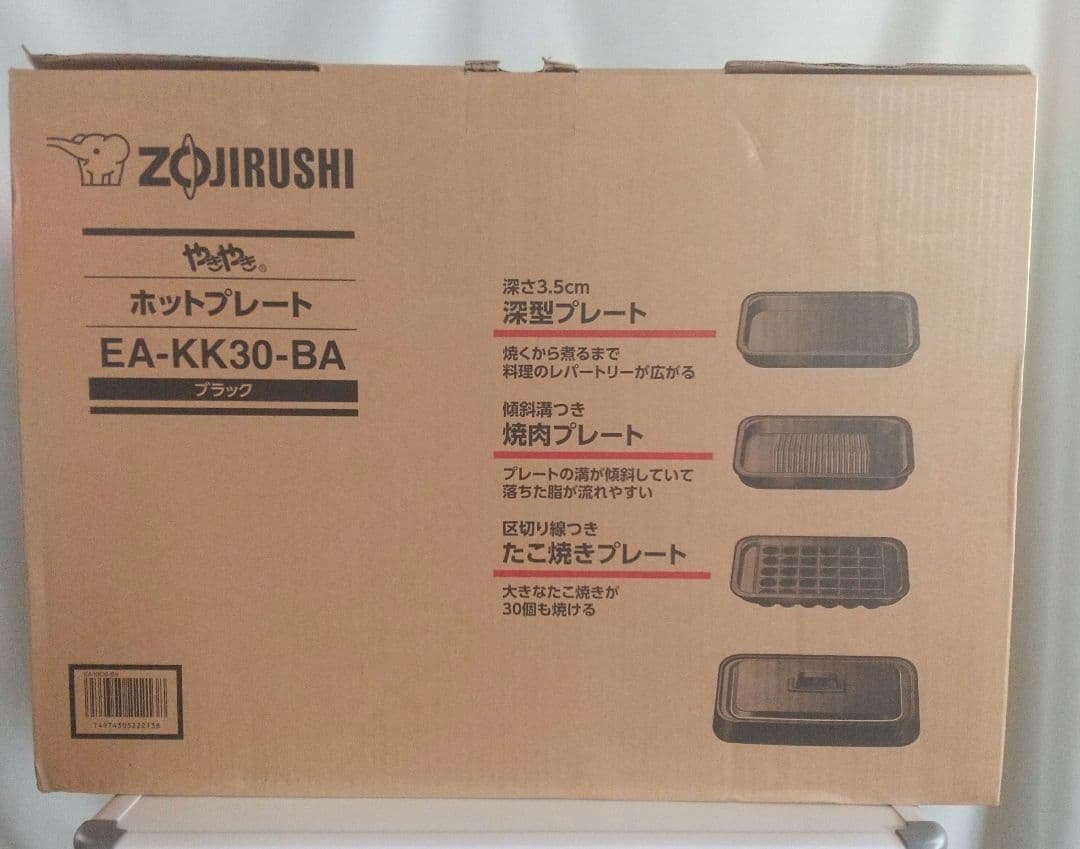 ZOJIRUSHI
やきやき®
ホットプレート
EA-KK30-BA
ブラック
深さ3.5cm
深型プレート
焼くから煮るまで
料理のレパートリーが広がる
傾斜溝つき
焼肉プレート
プレートの溝が傾斜していて
落ちた脂が流れやすい
区切り線つき
たこ焼きプレート
大きなたこ焼きが
30個も焼ける
EA-KK30-BA